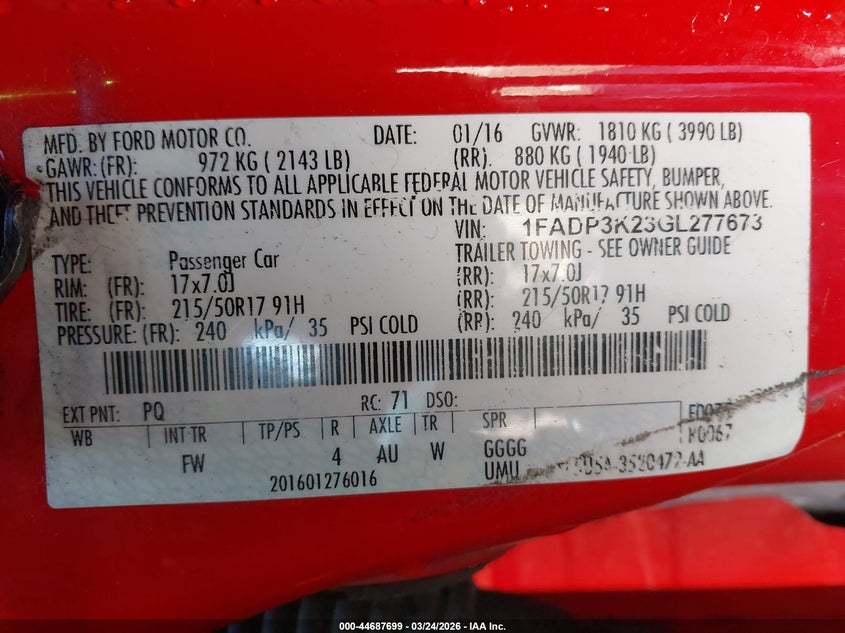 MFD. BY FORD MOTOR CO. DATE: 01/16 GVWR: 1810 KG ( 3990 LB)
GAWR: (FR): 972 KG ( 2143 LB) (RR). 880 KG ( 1940 LB)
THIS VEHICLE CONFORMS TO ALL APPLICABLE FEDERAL MOTOR VEHICLE SAFETY, BUMPER,
AND THEFT PREVENTION STANDARDS IN EFFECT ON THE DATE OF MANUFACTURE SHOWN ABOVE.
VIN: 1FADP3K23GL277673
TYPE: Passenger Car TRAILER TOWING - SEE OWNER GUIDE
RIM: (FR): 17x7.0J (RR): 17x7.0J
TIRE: (FR): 215/50R17 91H (RR): 215/50R17 91H
PRESSURE: (FR): 240 kPa/ 35 PSI COLD (RR): 240 kPa/ 35 PSI COLD
EXT PNT: PQ RC: 71 DSO:
WB INT TR TP/PS R AXLE TR SPR
FW 4 AU W GGGG
UMU
201601276016
000-44687699 — 03/24/2026 — IAA Inc.